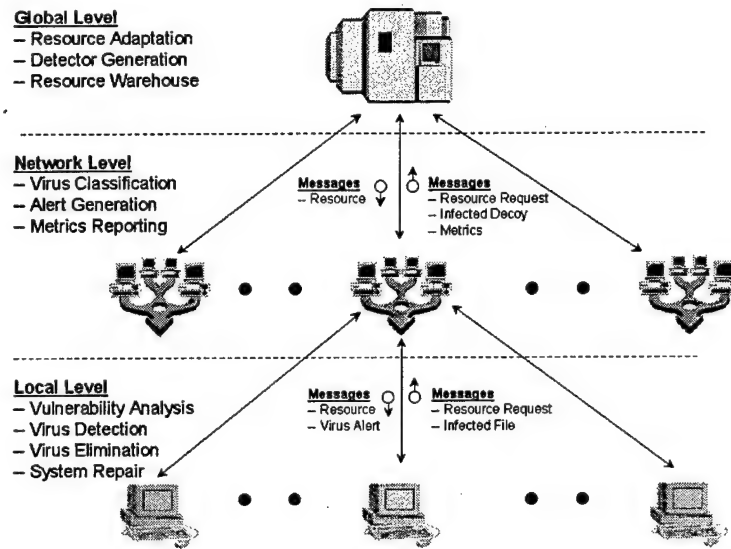 Global Level
– Resource Adaptation
– Detector Generation
– Resource Warehouse
Network Level
– Virus Classification
– Alert Generation
– Metrics Reporting
Messages
– Resource
Messages
– Resource Request
– Infected Decoy
– Metrics
Local Level
– Vulnerability Analysis
– Virus Detection
– Virus Elimination
– System Repair
Messages
– Resource
– Virus Alert
Messages
– Resource Request
– Infected File